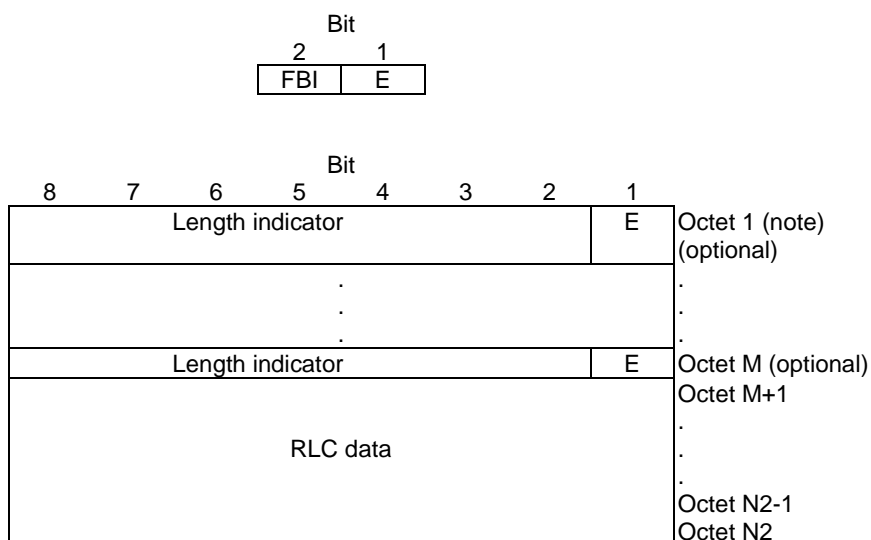 Bit
2 1
FBI E
Bit
8 7 6 5 4 3 2 1
Length indicator E Octet 1 (note)
(optional)
. .
. .
. .
Length indicator E Octet M (optional)
Octet M+1
.
RLC data .
.
Octet N2-1
Octet N2